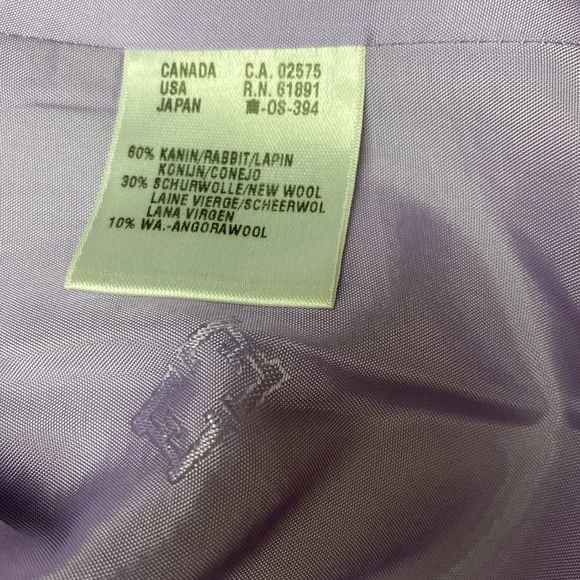 CANADA C.A. 02575
USA R.N. 61891
JAPAN 商-OS-394
60% KANIN/RABBIT/LAPIN
KONIJN/CONEJO
30% SCHURWOLLE/NEW WOOL
LAINE VIERGE/SCHEERWOL
LANA VIRGEN
10% WA.-ANGORAWOOL